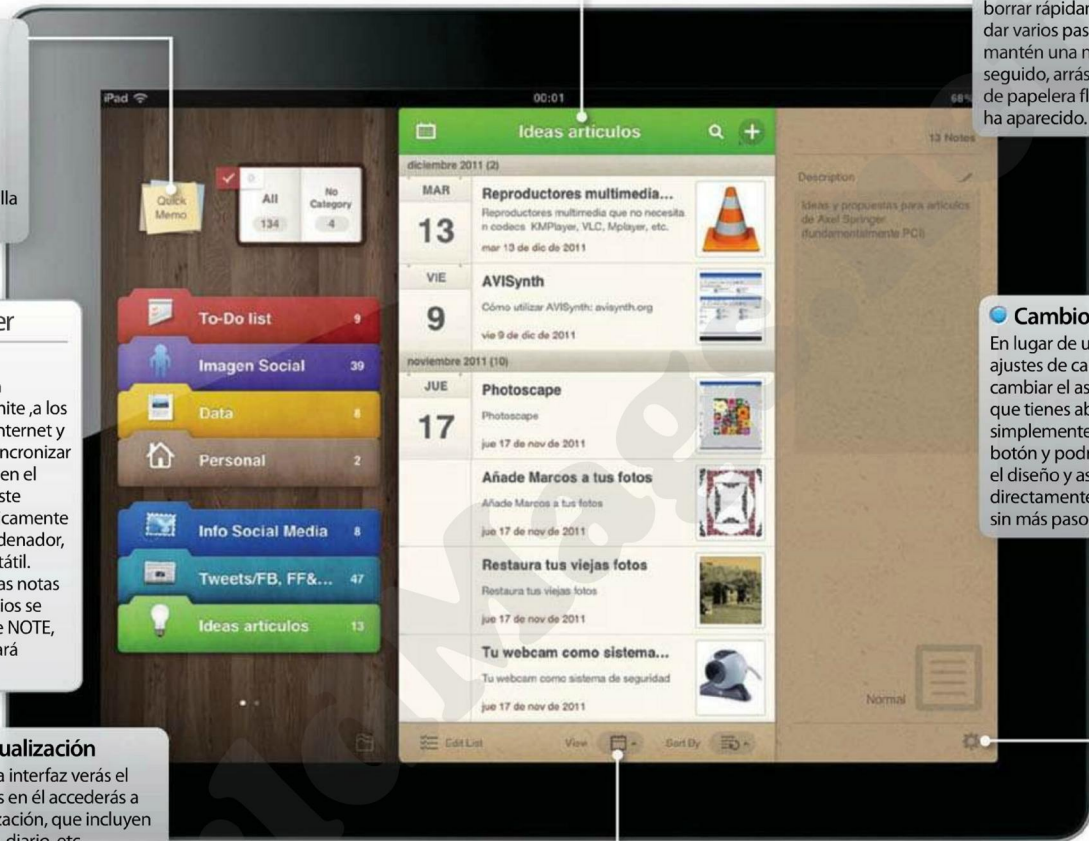 borrar rápidar
dar varios pas
mantén una n
seguido, arrás
de papelera fl
ha aparecido.
lla
er
mite ,a los
nternet y
incronizar
en el
ste
icamente
denador,
tátil.
as notas
ios se
e NOTE,
ará
ualización
a interfaz verás el
s en él accederás a
zación, que incluyen
diario, etc.
iPad
00:01
68%
Quick
Memo
0
All
134
No
Category
4
To-Do list 9
Imagen Social 39
Data 8
Personal 2
Info Social Media 8
Tweets/FB, FF&... 47
Ideas articulos 13
Ideas artículos
diciembre 2011 (2)
MAR
13
Reproductores multimedia...
Reproductores multimedia que no necesita
n codecs KMPlayer, VLC, Mplayer, etc.
mar 13 de dic de 2011
VIE
9
AVISynth
Cómo utilizar AVISynth: avisynth.org
vie 9 de dic de 2011
noviembre 2011 (10)
JUE
17
Photoscape
Photoscape
jue 17 de nov de 2011
Añade Marcos a tus fotos
Añade Marcos a tus fotos
jue 17 de nov de 2011
Restaura tus viejas fotos
Restaura tus viejas fotos
jue 17 de nov de 2011
Tu webcam como sistema...
Tu webcam como sistema de seguridad
jue 17 de nov de 2011
Edit List View Sort By
13 Notes
Description
Ideas y propuestas para artículos
de Axel Springer
(fundamentalmente PCI)
Normal
Cambio
En lugar de u
ajustes de ca
cambiar el as
que tienes ab
simplemente
botón y podr
el diseño y as
directamente
sin más paso